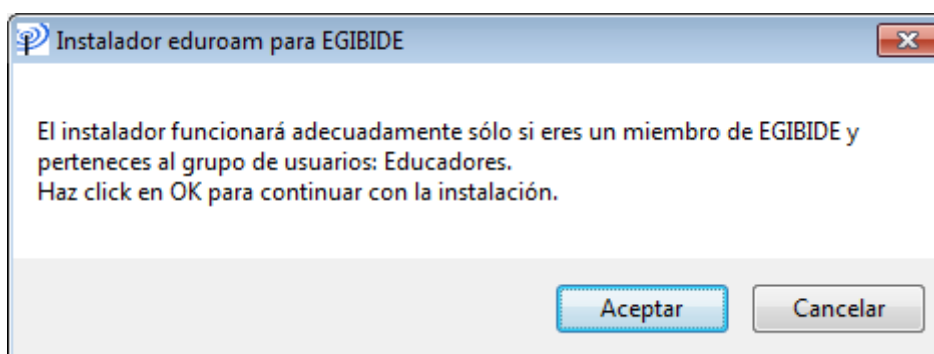 Instalador eduroam para EGIBIDE
El instalador funcionará adecuadamente sólo si eres un miembro de EGIBIDE y
perteneces al grupo de usuarios: Educadores.
Haz click en OK para continuar con la instalación.
Aceptar
Cancelar